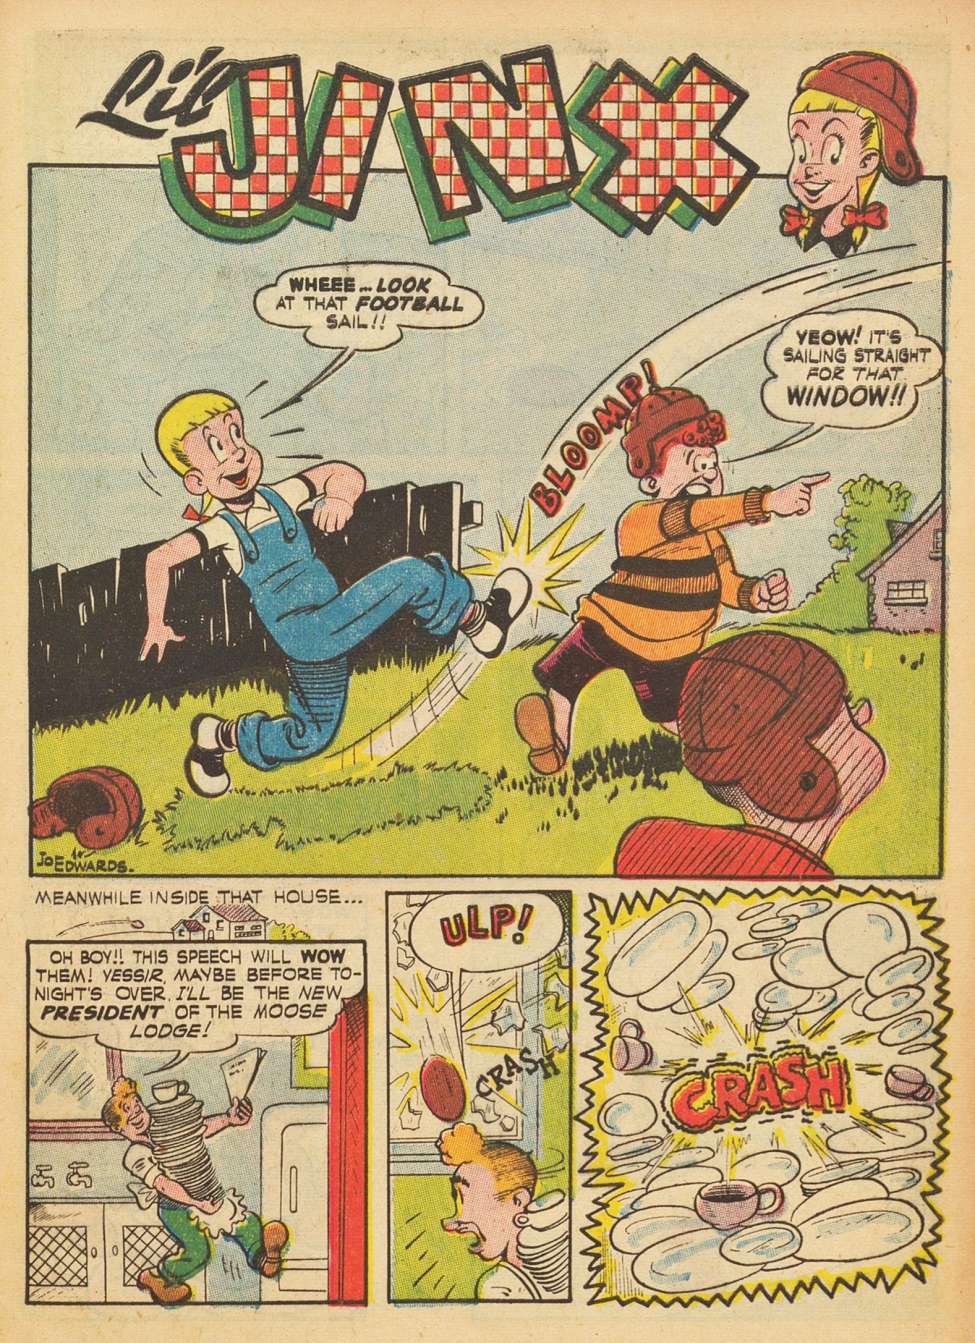 Li'l
JINX
WHEEE... LOOK
AT THAT FOOTBALL
SAIL!!
YEOW! IT'S
SAILING STRAIGHT
FOR THAT
WINDOW!!
BLOOOMP!
JOE EDWARDS-
MEANWHILE INSIDE THAT HOUSE...
OH BOY!! THIS SPEECH WILL WOW
THEM! YESSIR, MAYBE BEFORE TO-
NIGHT'S OVER, I'LL BE THE NEW
PRESIDENT OF THE MOOSE
LODGE!
ULP!
CRASH
CRASH